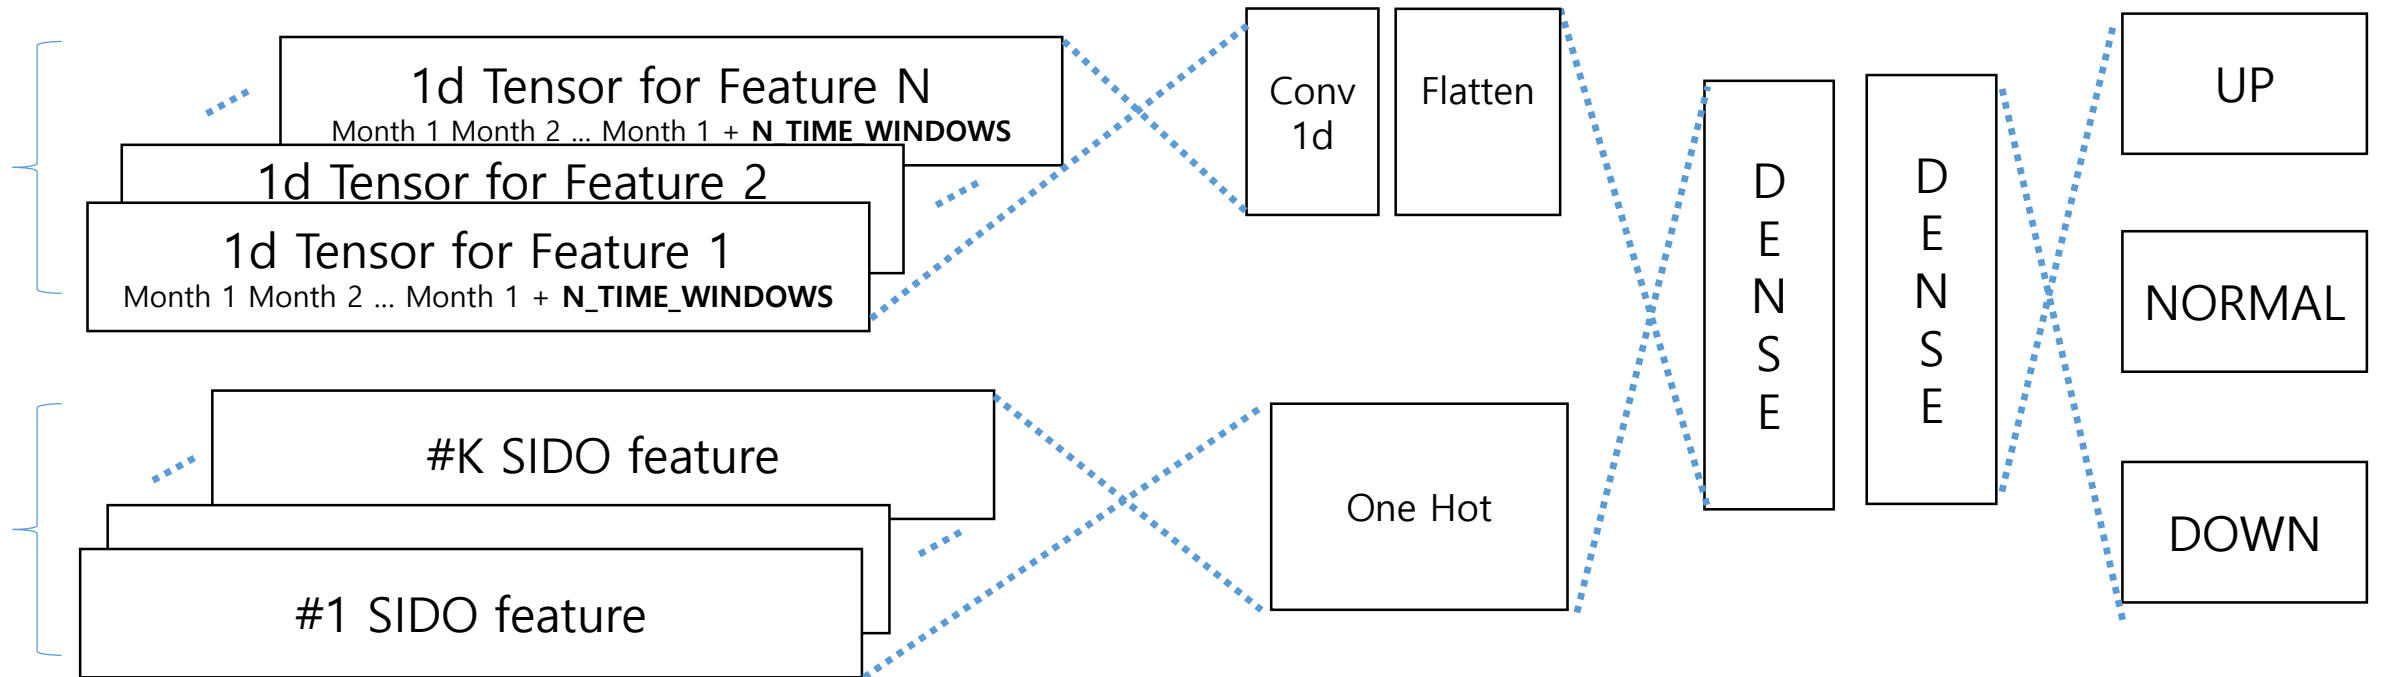 1d Tensor for Feature N
Month 1 Month 2 ... Month 1 + N_TIME_WINDOWS
1d Tensor for Feature 2
1d Tensor for Feature 1
Month 1 Month 2 ... Month 1 + N_TIME_WINDOWS
#K SIDO feature
#1 SIDO feature
Conv
1d
Flatten
One Hot
D
E
N
S
E
D
E
N
S
E
UP
NORMAL
DOWN